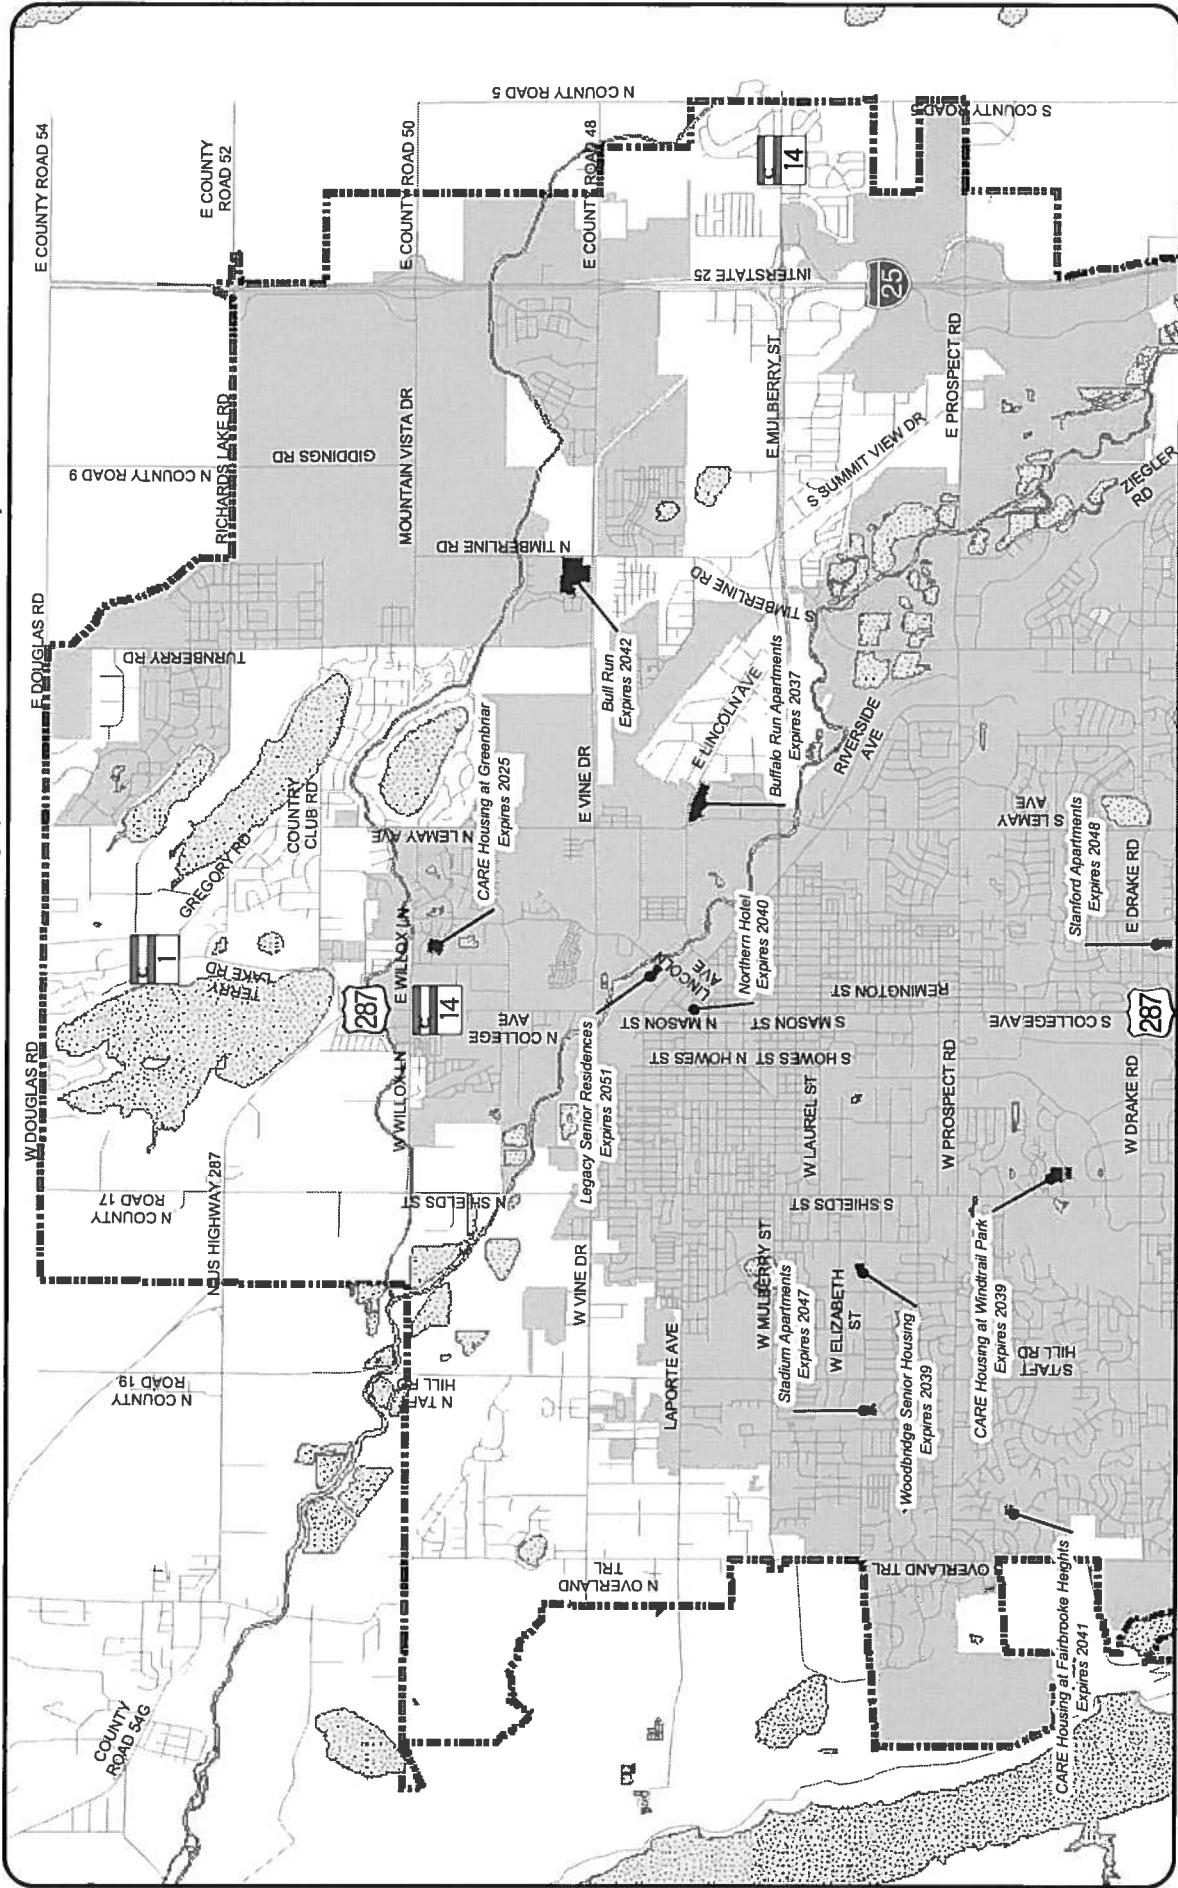 E COUNTY ROAD 54
E COUNTY
ROAD 52
E COUNTY ROAD 50
E COUNTY ROAD 48
N COUNTY ROAD 5
S COUNTY ROAD 5
14
INTERSTATE 25
25
E DOUGLAS RD
RICHARDS LAKE RD
N COUNTY ROAD 9
GIDDINGS RD
MOUNTAIN VISTA DR
N TIMBERLINE RD
TURNBERRY RD
E MULBERRY ST
S SUMMIT VIEW DR
E PROSPECT RD
ZIEGLER
RD
S TIMBERLINE RD
Bull Run
Expires 2042
E LINCOLN AVE
Buffalo Run Apartments
Expires 2037
RIVERSIDE
AVE
E VINE DR
COUNTRY
CLUB RD
GREGORY RD
N LEMAY AVE
CARE Housing at Greenbriar
Expires 2025
S LEMAY
AVE
Stanford Apartments
Expires 2048
E DRAKE RD
W DOUGLAS RD
1
TERRY
LAKE RD
287
E WILLOX LN
14
N COLLEGE
AVE
W WILLOX LN
Legacy Senior Residences
Expires 2051
LINCOLN
AVE
Northern Hotel
Expires 2040
N MASON ST
S MASON ST
N HOWES ST
S HOWES ST
REMINGTON ST
S COLLEGE AVE
287
W LAUREL ST
W PROSPECT RD
W DRAKE RD
N COUNTY
ROAD 17
N US HIGHWAY 287
N SHIELDS ST
S SHIELDS ST
W VINE DR
W MULBERRY ST
LAPORTE AVE
Stadium Apartments
Expires 2047
W ELIZABETH
ST
Woodbridge Senior Housing
Expires 2039
CARE Housing at Windtrail Park
Expires 2039
S TAFT
HILL RD
N COUNTY
ROAD 19
N TAFT
HILL RD
N OVERLAND
TRL
OVERLAND TRL
CARE Housing at Fairbrooke Heights
Expires 2041
COUNTY
ROAD 54G